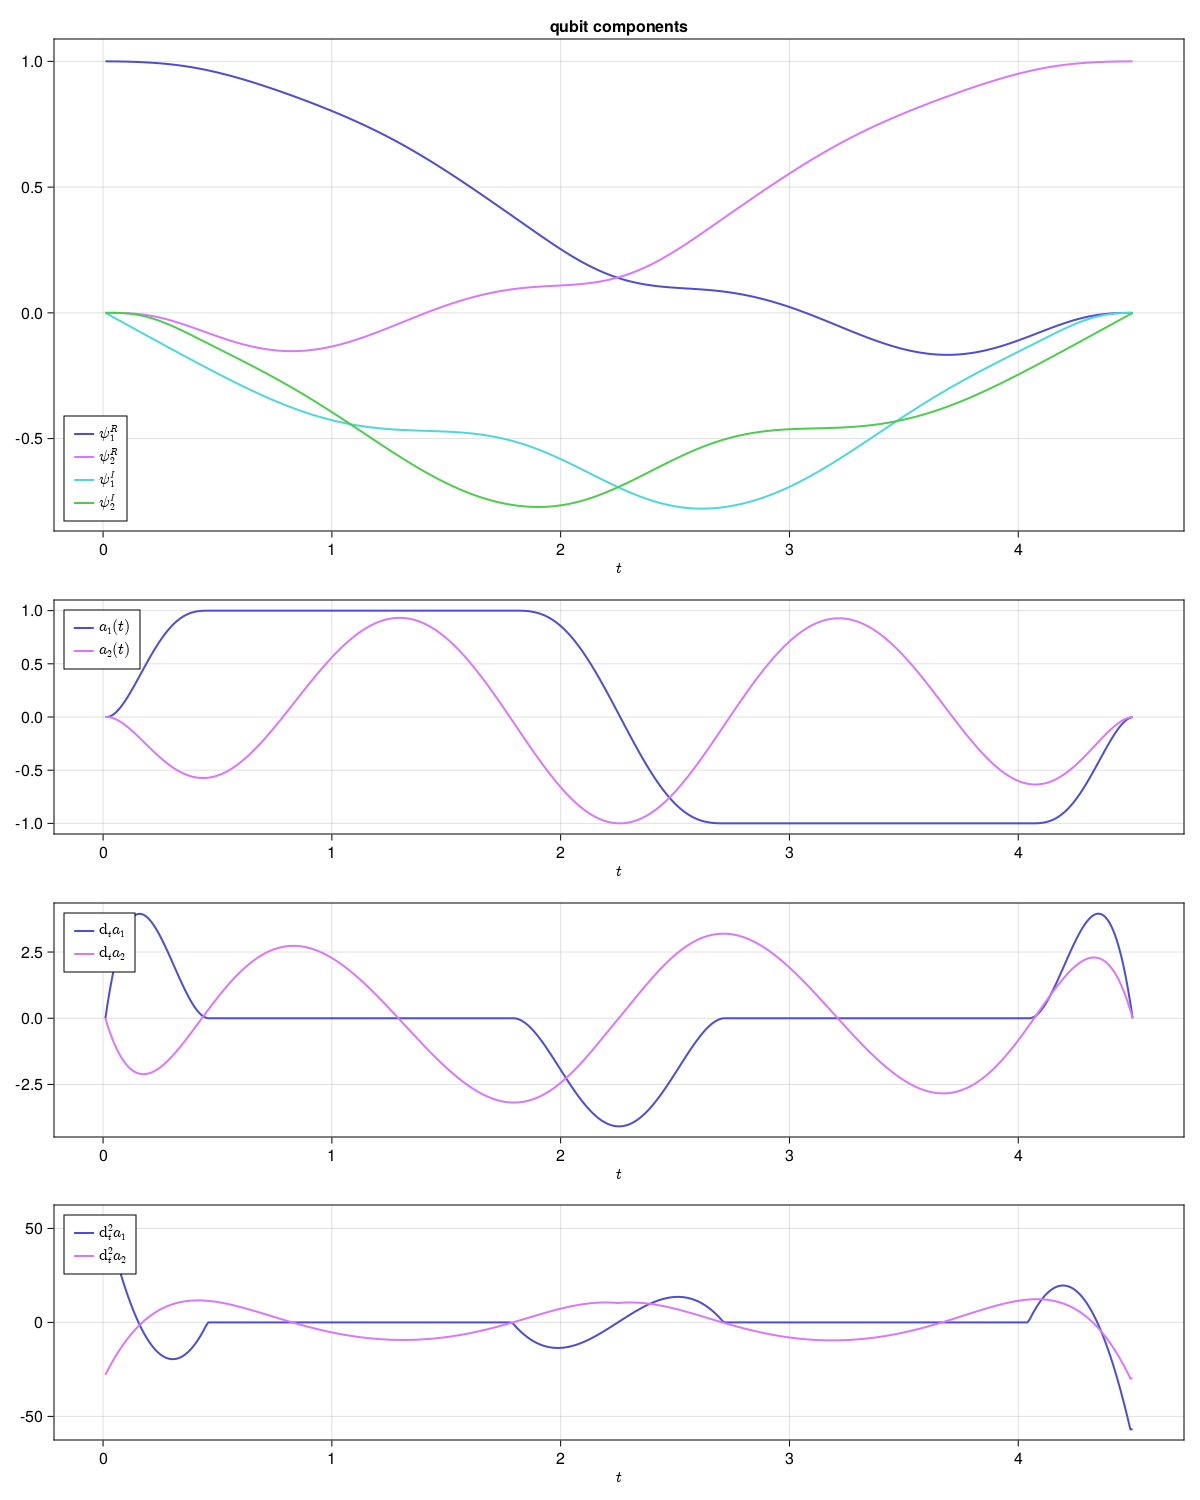 qubit components
1.0
0.5
0.0
-0.5
ψ₁ᴿ
ψ₂ᴿ
ψ₁ᴵ
ψ₂ᴵ
0 1 2 3 4
t
1.0
0.5
0.0
-0.5
-1.0
a₁(t)
a₂(t)
0 1 2 3 4
t
2.5
0.0
-2.5
dₜa₁
dₜa₂
0 1 2 3 4
t
50
0
-50
d²ₜa₁
d²ₜa₂
0 1 2 3 4
t